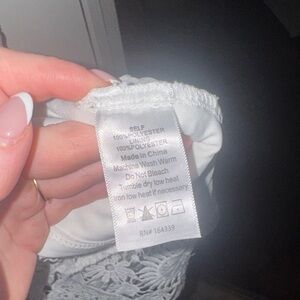 SELF
100%POLYESTER
LINING
100%POLYESTER
Made in China
Machine Wash Warm
Do Not Bleach
Tumble dry low heat
Iron low heat if necessary
RN# 164339